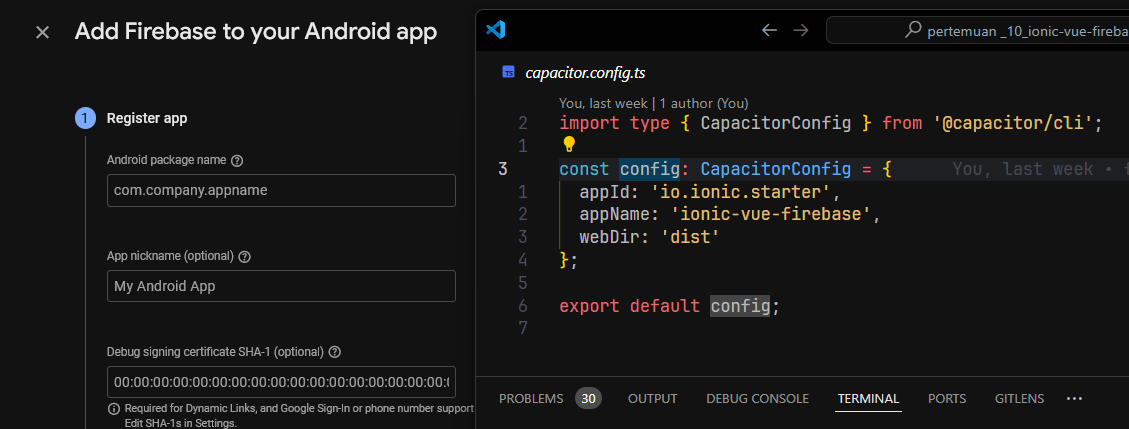 Add Firebase to your Android app
1
Register app
Android package name
com.company.appname
App nickname (optional)
My Android App
Debug signing certificate SHA-1 (optional)
00:00:00:00:00:00:00:00:00:00:00:00:00:00:00:00:00:
Required for Dynamic Links, and Google Sign-In or phone number support
Edit SHA-1s in Settings.
pertemuan _10_ionic-vue-fireba
TS capacitor.config.ts
You, last week | 1 author (You)
2 import type { CapacitorConfig } from '@capacitor/cli';
1
3 const config: CapacitorConfig = { You, last week •
1 appId: 'io.ionic.starter',
2 appName: 'ionic-vue-firebase',
3 webDir: 'dist'
4 };
5
6 export default config;
7
PROBLEMS 30 OUTPUT DEBUG CONSOLE TERMINAL PORTS GITLENS ···